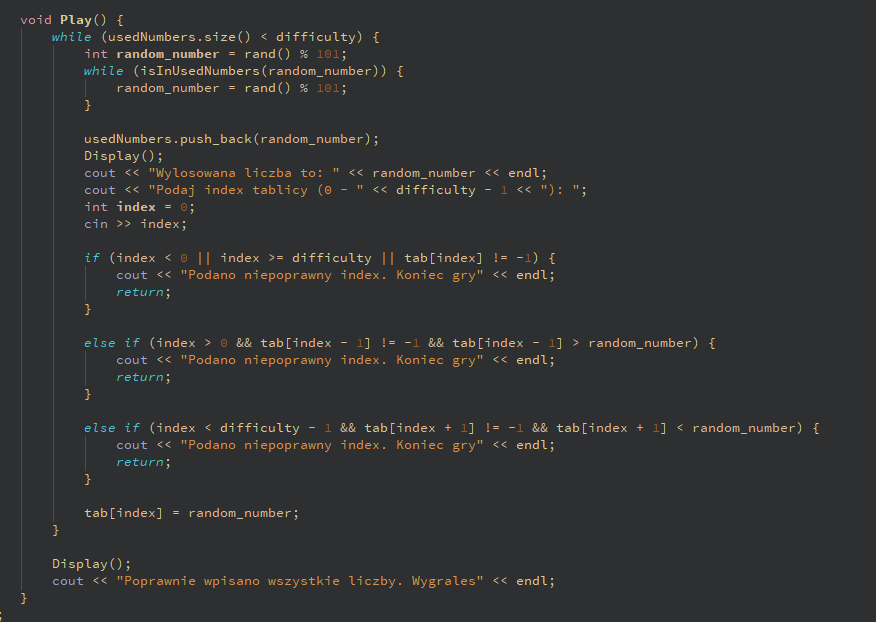 void Play() {
while (usedNumbers.size() < difficulty) {
int random_number = rand() % 101;
while (isInUsedNumbers(random_number)) {
random_number = rand() % 101;
}
usedNumbers.push_back(random_number);
Display();
cout << "Wylosowana liczba to: " << random_number << endl;
cout << "Podaj index tablicy (0 - " << difficulty - 1 << "): ";
int index = 0;
cin >> index;
if (index < 0 || index >= difficulty || tab[index] != -1) {
cout << "Podano niepoprawny index. Koniec gry" << endl;
return;
}
else if (index > 0 && tab[index - 1] != -1 && tab[index - 1] > random_number) {
cout << "Podano niepoprawny index. Koniec gry" << endl;
return;
}
else if (index < difficulty - 1 && tab[index + 1] != -1 && tab[index + 1] < random_number) {
cout << "Podano niepoprawny index. Koniec gry" << endl;
return;
}
tab[index] = random_number;
}
Display();
cout << "Poprawnie wpisano wszystkie liczby. Wygrales" << endl;
}
;